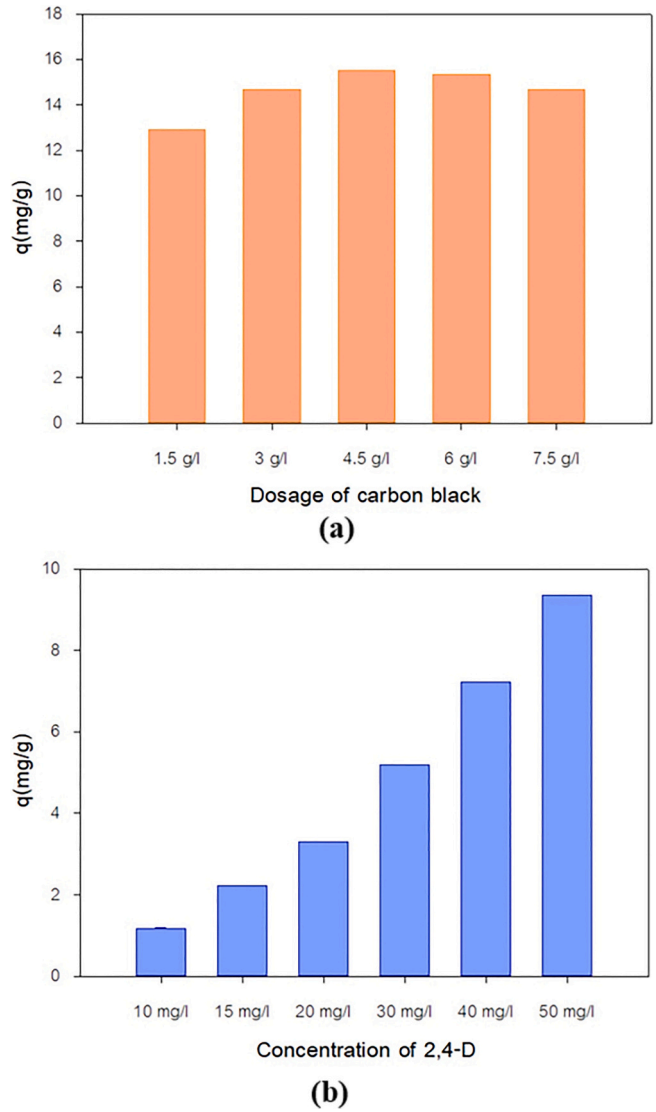 18
16
14
12
10
8
6
4
2
0
q(mg/g)
1.5 g/l 3 g/l 4.5 g/l 6 g/l 7.5 g/l
Dosage of carbon black
(a)
10
8
6
4
2
0
q(mg/g)
10 mg/l 15 mg/l 20 mg/l 30 mg/l 40 mg/l 50 mg/l
Concentration of 2,4-D
(b)